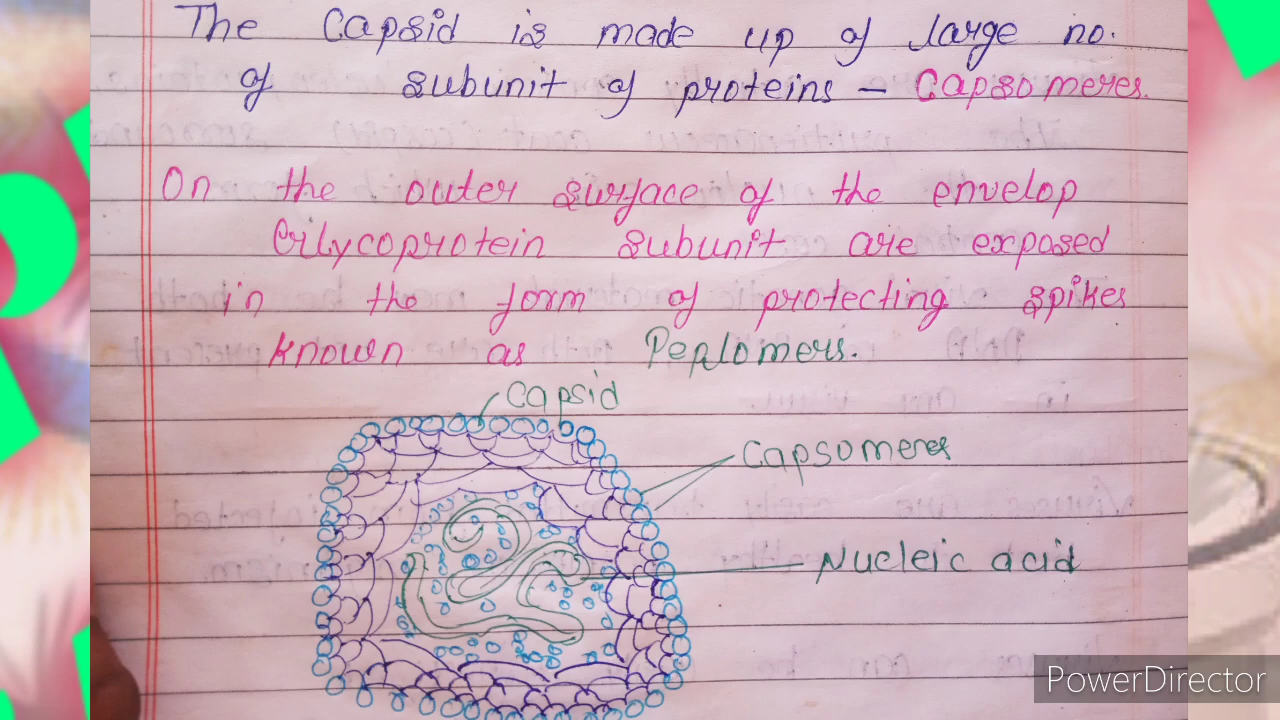 The Capsid is made up of large no.
of subunit of proteins – Capsomeres.
On the outer surface of the envelop
Glycoprotein subunit are exposed
in the form of protecting spikes
known as Peplomers.
Capsid
Capsomeres
Nucleic acid
PowerDirector